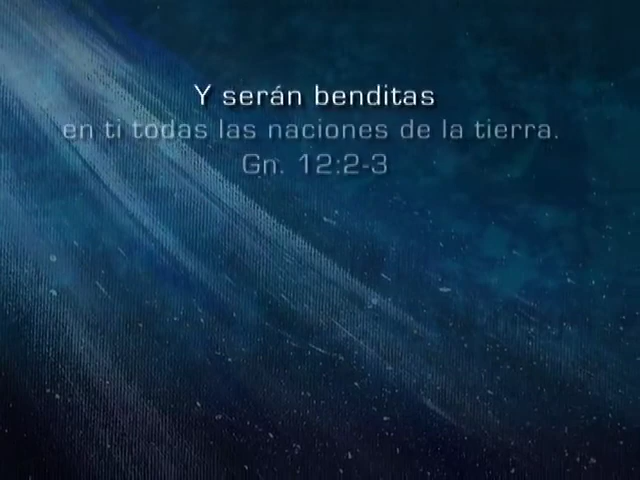 Y serán benditas
en ti todas las naciones de la tierra.
Gn. 12:2-3